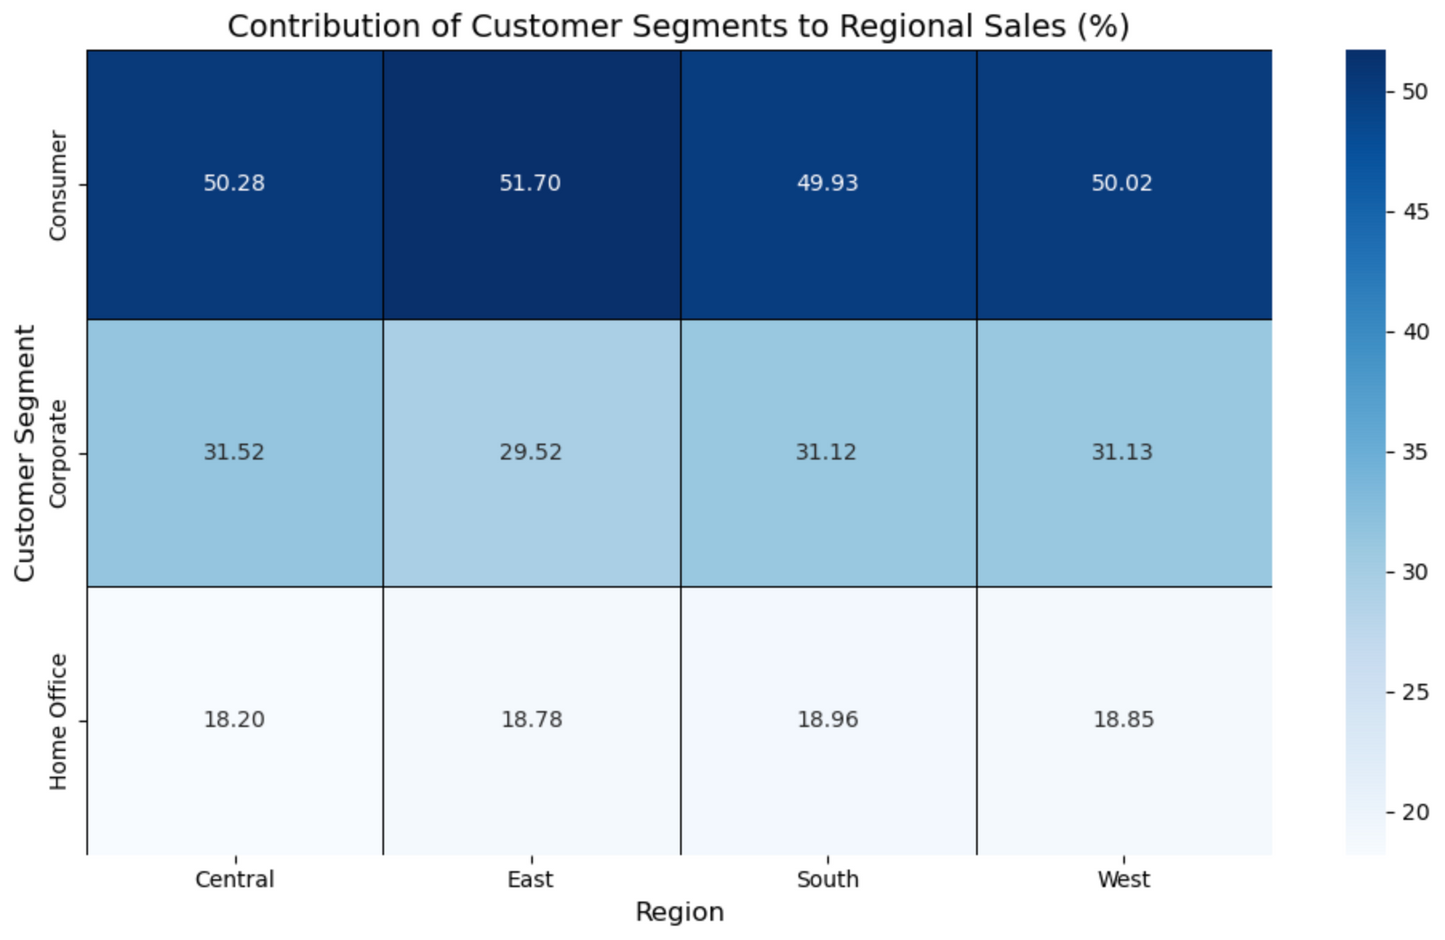 Contribution of Customer Segments to Regional Sales (%)
Customer Segment
Consumer
50.28 51.70 49.93 50.02
Corporate
31.52 29.52 31.12 31.13
Home Office
18.20 18.78 18.96 18.85
Central East South West
Region
50
45
40
35
30
25
20